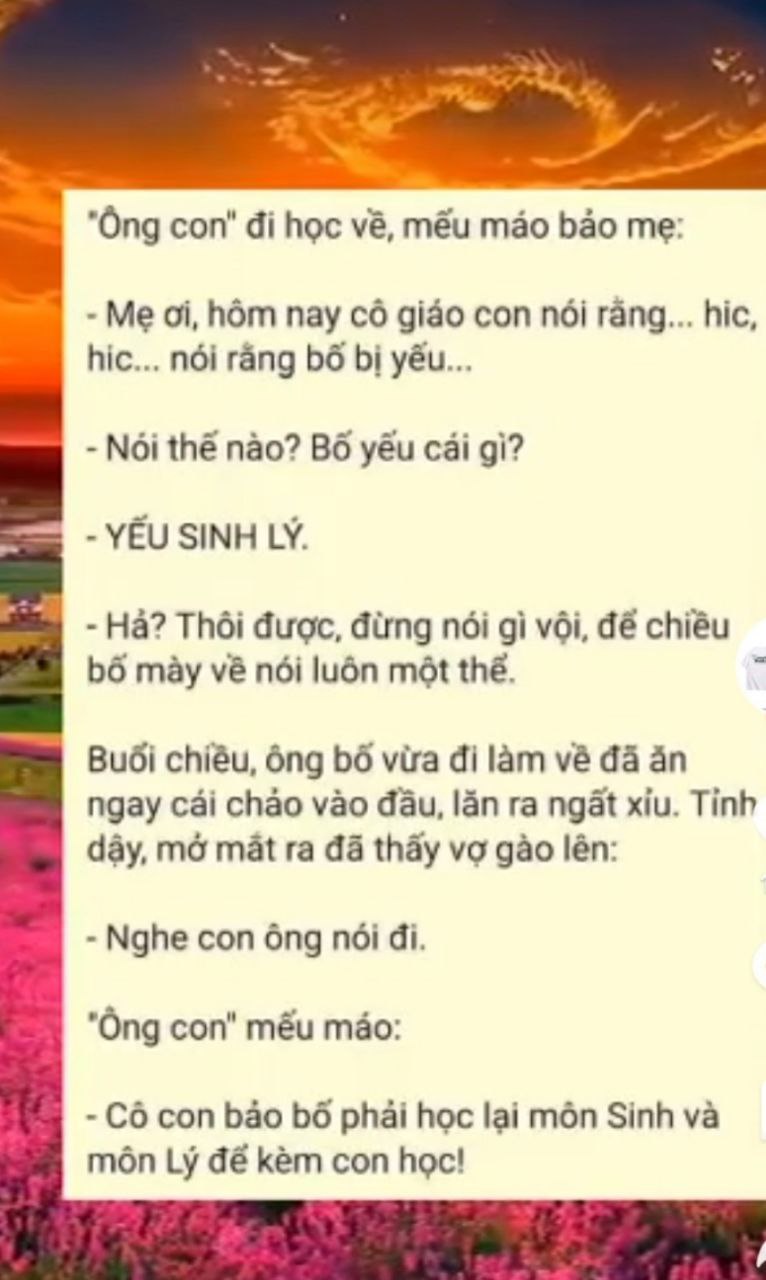 "Ông con" đi học về, mếu máo bảo mẹ:
- Mẹ ơi, hôm nay cô giáo con nói rằng... hic,
hic... nói rằng bố bị yếu...
- Nói thế nào? Bố yếu cái gì?
- YẾU SINH LÝ.
- Hả? Thôi được, đừng nói gì vội, để chiều
bố mày về nói luôn một thể.
Buổi chiều, ông bố vừa đi làm về đã ăn
ngay cái chảo vào đầu, lăn ra ngất xỉu. Tỉnh
dậy, mở mắt ra đã thấy vợ gào lên:
- Nghe con ông nói đi.
"Ông con" mếu máo:
- Cô con bảo bố phải học lại môn Sinh và
môn Lý để kèm con học!